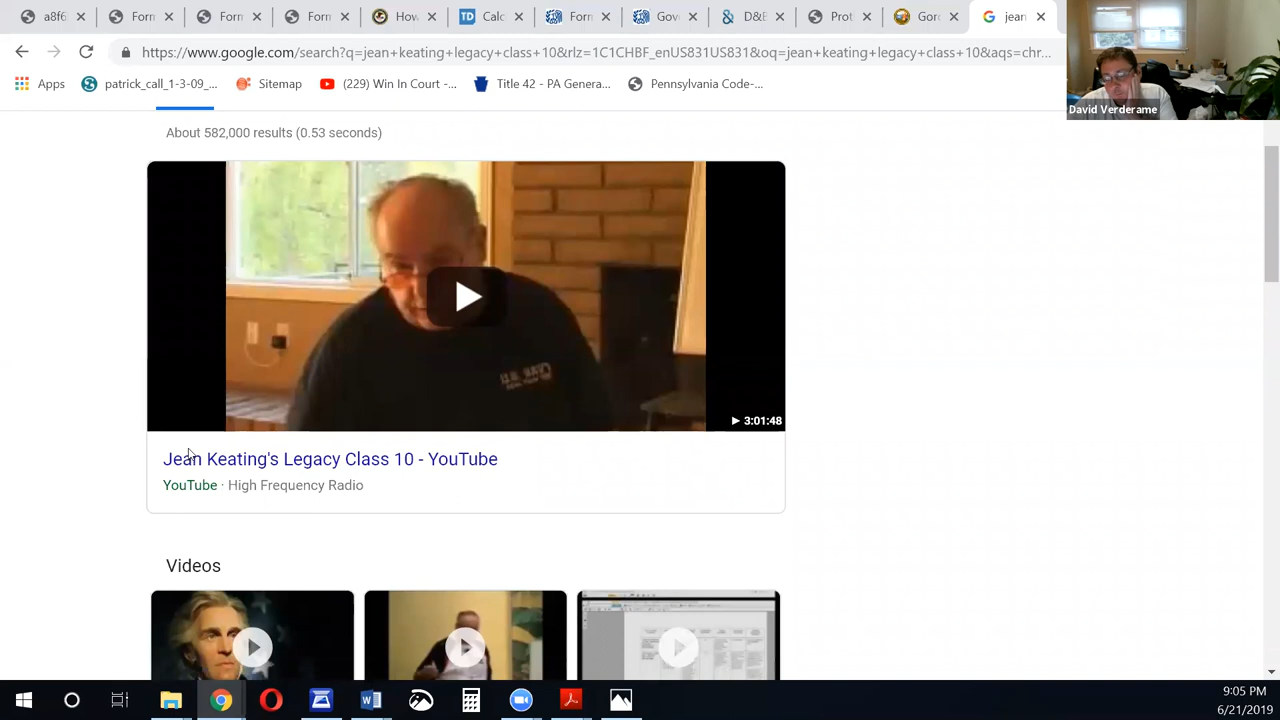 a8f6
Forn
Forn
Forn
How
Calc
Forn
Gov
D&B
Prof
Gord
jean
https://www.google.com/search?q=jean+keating+legacy+class+10&rlz=1C1CHBF_enUS831US831&oq=jean+keating+legacy+class+10&aqs=chr...
David Verderame
Apps
patrick_call_1-3-09_...
Sitemap
(229) Win In Court -...
Title 42 - PA Genera...
Pennsylvania Code-...
About 582,000 results (0.53 seconds)
U.S. NAVY
3:01:48
Jean Keating's Legacy Class 10 - YouTube
YouTube · High Frequency Radio
Videos
9:05 PM
6/21/2019